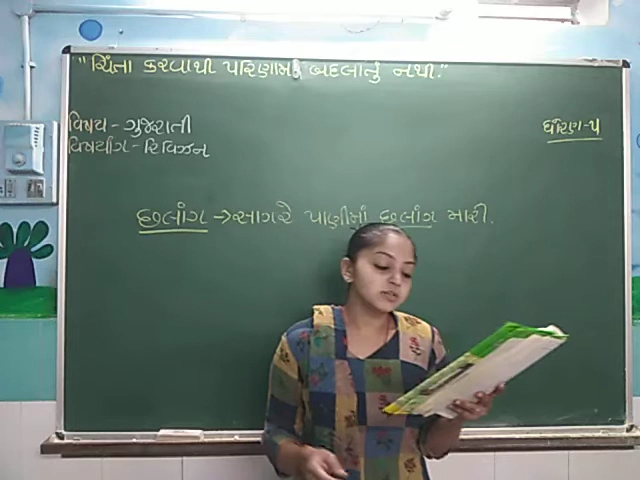 "ચિંતા કરવાથી પરિણામ બદલાતુ નથી."
વિષય - ગુજરાતી
ધોરણ - ૫
વિષયાંગ - રિવિઝન
છલાંગ → સાગરે પાણીમાં છલાંગ મારી.